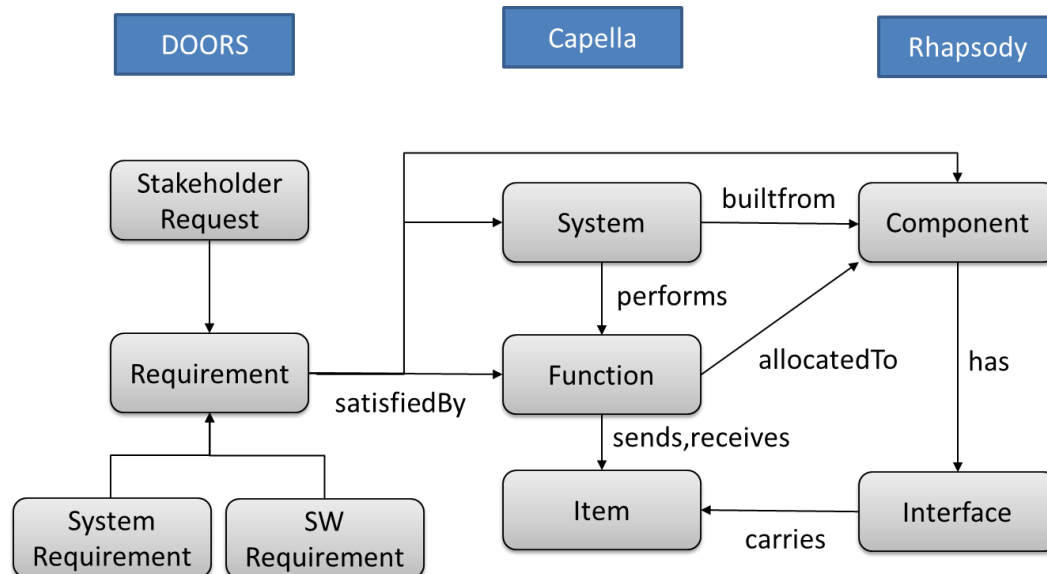 DOORS
Capella
Rhapsody
Stakeholder
Request
System
builtfrom
Component
performs
Requirement
satisfiedBy
Function
allocatedTo
has
sends,receives
System
Requirement
SW
Requirement
Item
carries
Interface